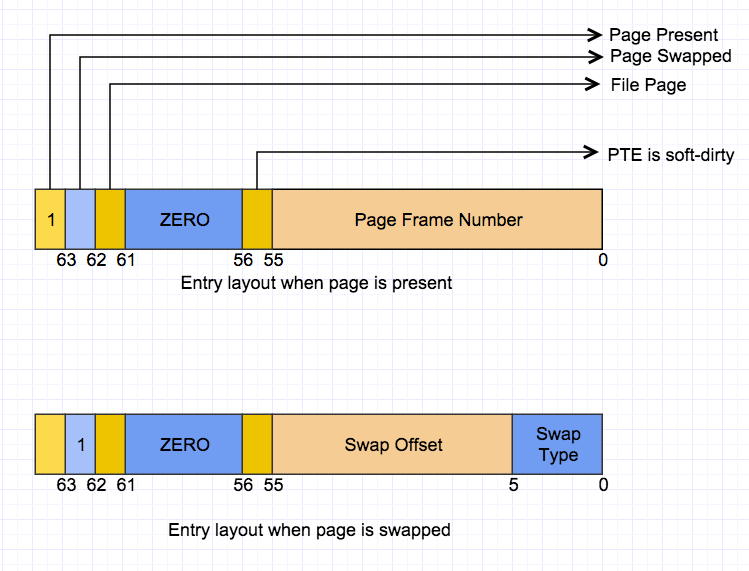 Page Present
Page Swapped
File Page
PTE is soft-dirty
1 ZERO Page Frame Number
63 62 61 56 55 0
Entry layout when page is present
1 ZERO Swap Offset Swap Type
63 62 61 56 55 5 0
Entry layout when page is swapped